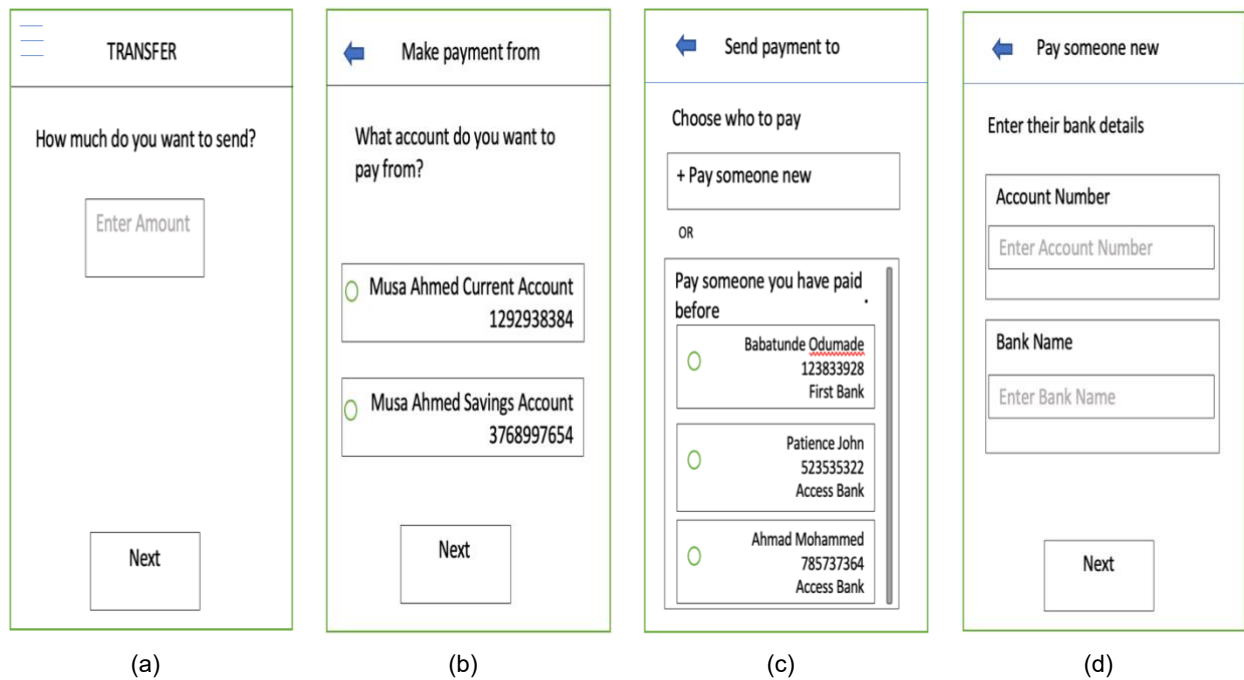 TRANSFER
How much do you want to send?
Enter Amount
Next
(a)
Make payment from
What account do you want to
pay from?
Musa Ahmed Current Account
1292938384
Musa Ahmed Savings Account
3768997654
Next
(b)
Send payment to
Choose who to pay
+ Pay someone new
OR
Pay someone you have paid
before
Babatunde Odumade
123833928
First Bank
Patience John
523535322
Access Bank
Ahmad Mohammed
785737364
Access Bank
(c)
Pay someone new
Enter their bank details
Account Number
Enter Account Number
Bank Name
Enter Bank Name
Next
(d)